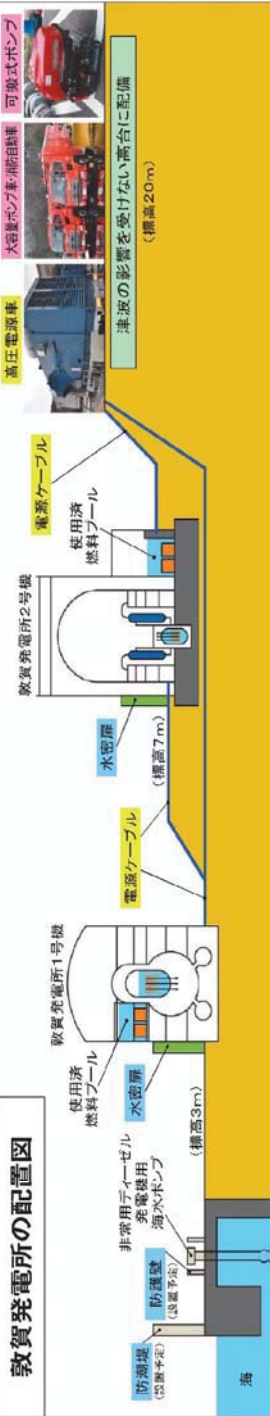 敦賀発電所の配置図
防潮堤
(設置予定)
防護壁
(設置予定)
非常用ディーゼル
発電機用
海水ポンプ
海
(標高3m)
敦賀発電所1号機
使用済
燃料プール
水密扉
電源ケーブル
(標高7m)
水密扉
敦賀発電所2号機
使用済
燃料プール
電源ケーブル
高圧電源車
大容量ポンプ車・消防自動車
可搬式ポンプ
津波の影響を受けない高台に配備
(標高20m)